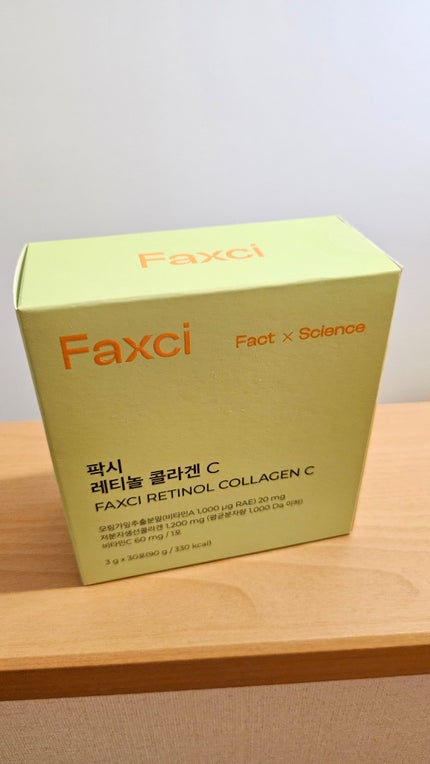 Faxci
Faxci
Fact × Science
팍시
레티놀 콜라겐 C
FAXCI RETINOL COLLAGEN C
모링가잎추출분말(비타민A 1,000 μg RAE) 20 mg
저분자생선콜라겐 1,200 mg (평균분자량 1,000 Da 이하)
비타민C 60 mg / 1포
3 g x 30포(90 g / 330 kcal)